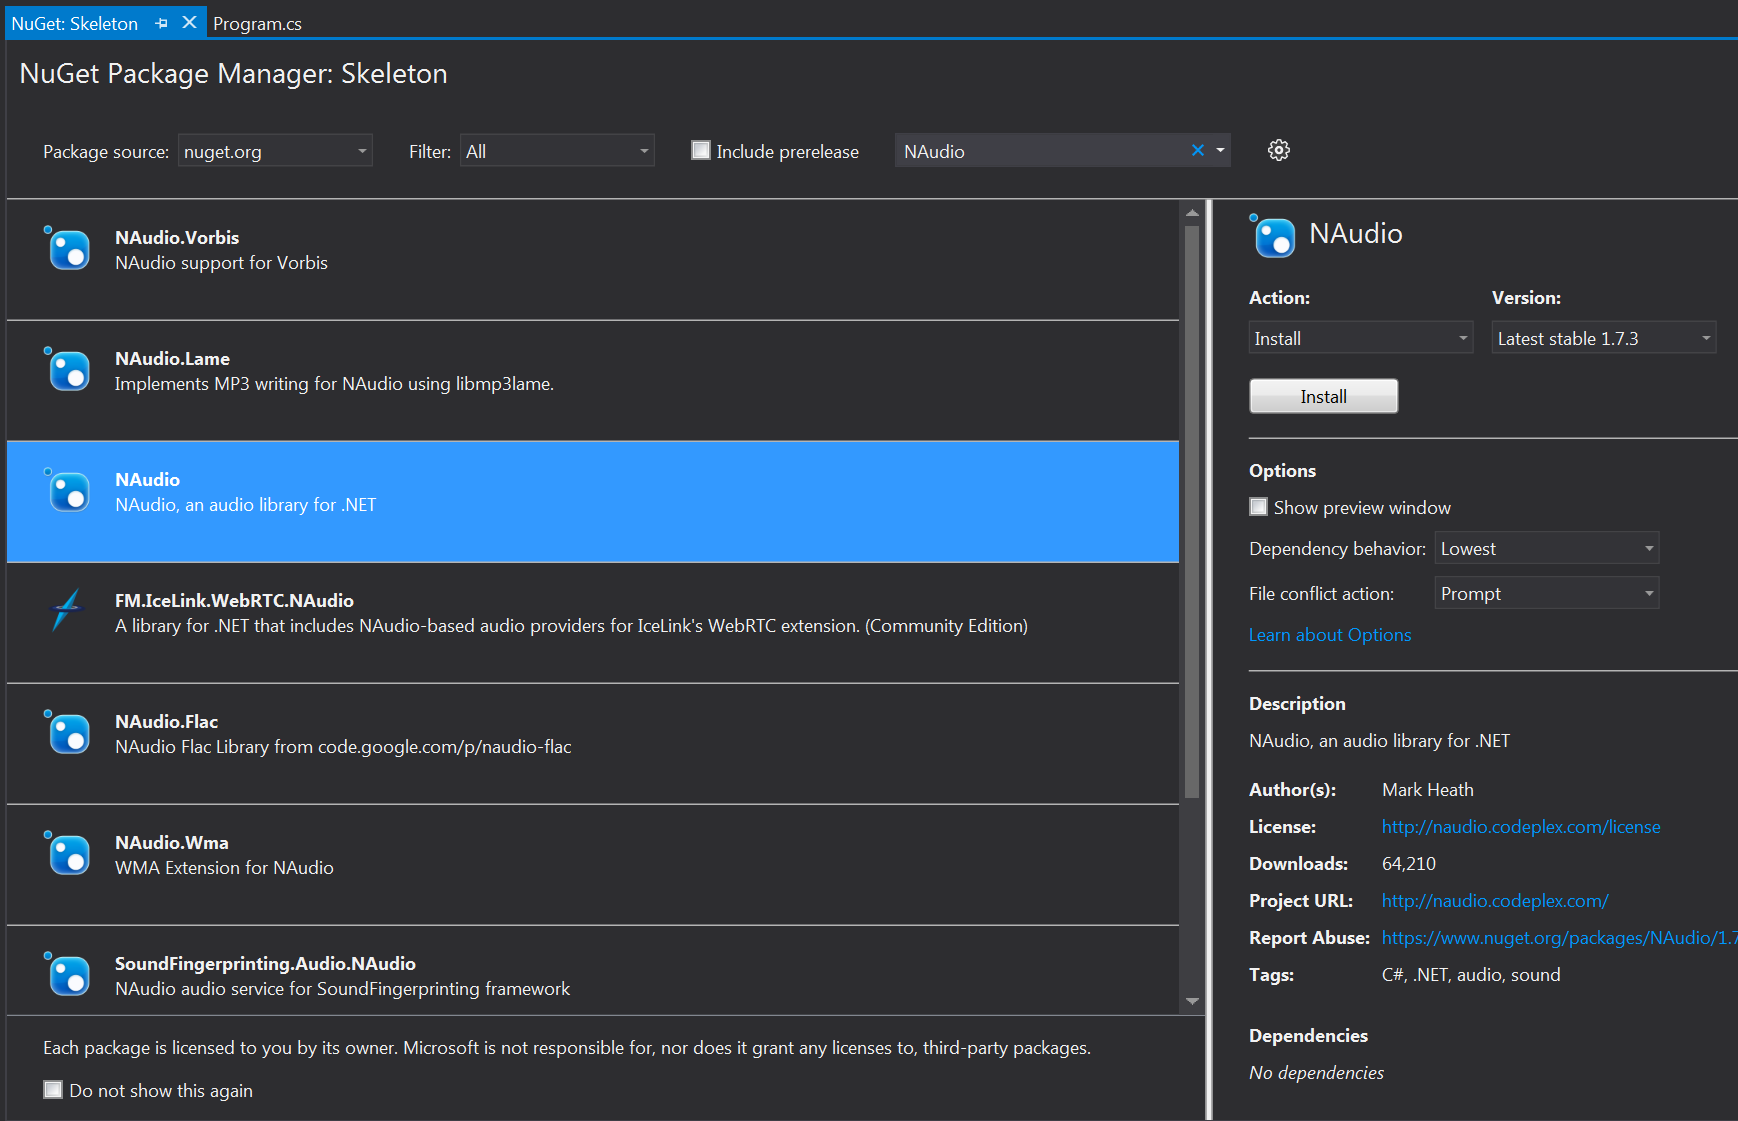 NuGet: Skeleton
Program.cs
NuGet Package Manager: Skeleton
Package source: nuget.org
Filter: All
Include prerelease
NAudio
NAudio.Vorbis
NAudio support for Vorbis
NAudio.Lame
Implements MP3 writing for NAudio using libmp3lame.
NAudio
NAudio, an audio library for .NET
FM.IceLink.WebRTC.NAudio
A library for .NET that includes NAudio-based audio providers for IceLink's WebRTC extension. (Community Edition)
NAudio.Flac
NAudio Flac Library from code.google.com/p/naudio-flac
NAudio.Wma
WMA Extension for NAudio
SoundFingerprinting.Audio.NAudio
NAudio audio service for SoundFingerprinting framework
Each package is licensed to you by its owner. Microsoft is not responsible for, nor does it grant any licenses to, third-party packages.
Do not show this again
NAudio
Action: Version:
Install Latest stable 1.7.3
Install
Options
Show preview window
Dependency behavior: Lowest
File conflict action: Prompt
Learn about Options
Description
NAudio, an audio library for .NET
Author(s): Mark Heath
License: http://naudio.codeplex.com/license
Downloads: 64,210
Project URL: http://naudio.codeplex.com/
Report Abuse: https://www.nuget.org/packages/NAudio/1.7
Tags: C#, .NET, audio, sound
Dependencies
No dependencies